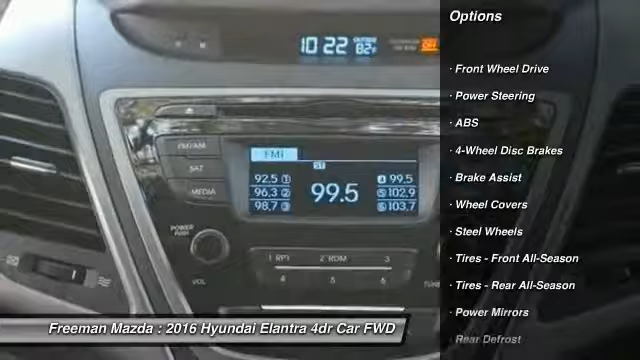 10:22 OUTSIDE 82°F
FM/AM
SAT
MEDIA
POWER
PUSH
VOL
FM1
ST
92.5 1
96.3 2
98.7 3
99.5
4 99.5
5 102.9
6 103.7
1 RPT 2 RDM 3
4 5 6
TUNE
Options
· Front Wheel Drive
· Power Steering
· ABS
· 4-Wheel Disc Brakes
· Brake Assist
· Wheel Covers
· Steel Wheels
· Tires - Front All-Season
· Tires - Rear All-Season
· Power Mirrors
· Rear Defrost
Freeman Mazda : 2016 Hyundai Elantra 4dr Car FWD